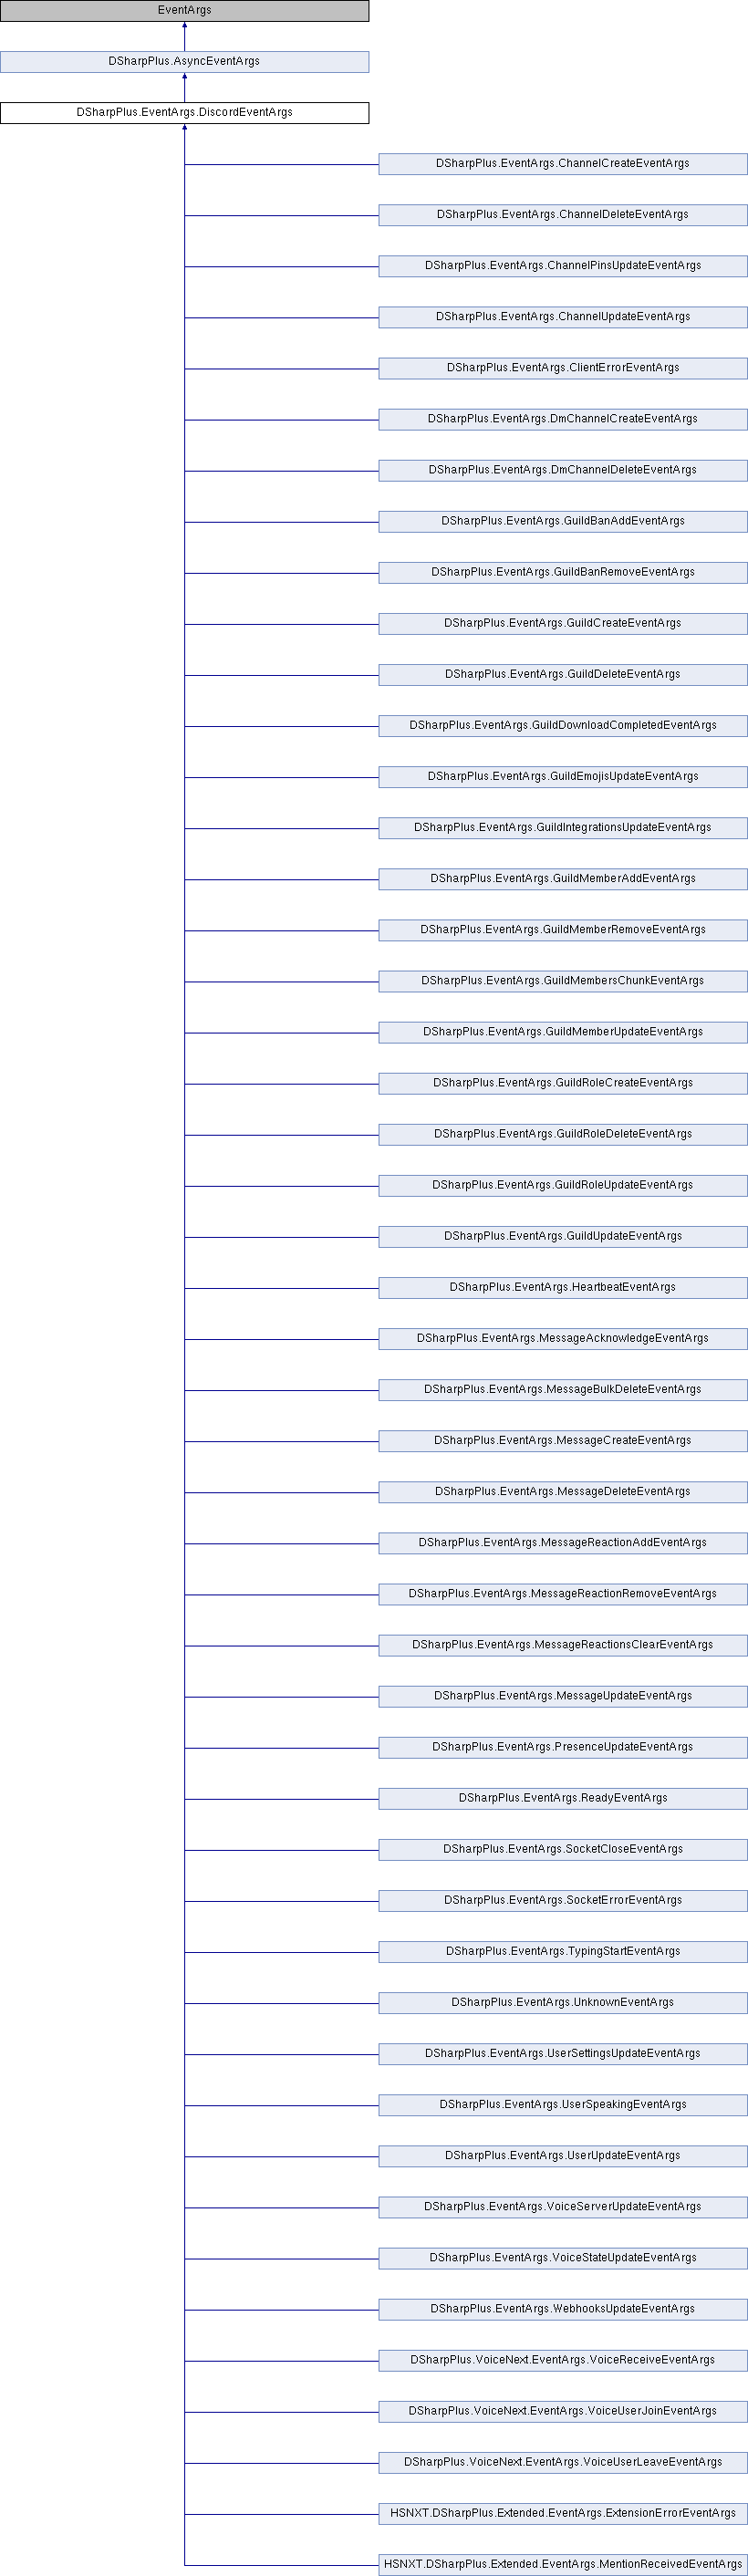 EventArgs
DSharpPlus.AsyncEventArgs
DSharpPlus.EventArgs.DiscordEventArgs
DSharpPlus.EventArgs.ChannelCreateEventArgs
DSharpPlus.EventArgs.ChannelDeleteEventArgs
DSharpPlus.EventArgs.ChannelPinsUpdateEventArgs
DSharpPlus.EventArgs.ChannelUpdateEventArgs
DSharpPlus.EventArgs.ClientErrorEventArgs
DSharpPlus.EventArgs.DmChannelCreateEventArgs
DSharpPlus.EventArgs.DmChannelDeleteEventArgs
DSharpPlus.EventArgs.GuildBanAddEventArgs
DSharpPlus.EventArgs.GuildBanRemoveEventArgs
DSharpPlus.EventArgs.GuildCreateEventArgs
DSharpPlus.EventArgs.GuildDeleteEventArgs
DSharpPlus.EventArgs.GuildDownloadCompletedEventArgs
DSharpPlus.EventArgs.GuildEmojisUpdateEventArgs
DSharpPlus.EventArgs.GuildIntegrationsUpdateEventArgs
DSharpPlus.EventArgs.GuildMemberAddEventArgs
DSharpPlus.EventArgs.GuildMemberRemoveEventArgs
DSharpPlus.EventArgs.GuildMembersChunkEventArgs
DSharpPlus.EventArgs.GuildMemberUpdateEventArgs
DSharpPlus.EventArgs.GuildRoleCreateEventArgs
DSharpPlus.EventArgs.GuildRoleDeleteEventArgs
DSharpPlus.EventArgs.GuildRoleUpdateEventArgs
DSharpPlus.EventArgs.GuildUpdateEventArgs
DSharpPlus.EventArgs.HeartbeatEventArgs
DSharpPlus.EventArgs.MessageAcknowledgeEventArgs
DSharpPlus.EventArgs.MessageBulkDeleteEventArgs
DSharpPlus.EventArgs.MessageCreateEventArgs
DSharpPlus.EventArgs.MessageDeleteEventArgs
DSharpPlus.EventArgs.MessageReactionAddEventArgs
DSharpPlus.EventArgs.MessageReactionRemoveEventArgs
DSharpPlus.EventArgs.MessageReactionsClearEventArgs
DSharpPlus.EventArgs.MessageUpdateEventArgs
DSharpPlus.EventArgs.PresenceUpdateEventArgs
DSharpPlus.EventArgs.ReadyEventArgs
DSharpPlus.EventArgs.SocketCloseEventArgs
DSharpPlus.EventArgs.SocketErrorEventArgs
DSharpPlus.EventArgs.TypingStartEventArgs
DSharpPlus.EventArgs.UnknownEventArgs
DSharpPlus.EventArgs.UserSettingsUpdateEventArgs
DSharpPlus.EventArgs.UserSpeakingEventArgs
DSharpPlus.EventArgs.UserUpdateEventArgs
DSharpPlus.EventArgs.VoiceServerUpdateEventArgs
DSharpPlus.EventArgs.VoiceStateUpdateEventArgs
DSharpPlus.EventArgs.WebhooksUpdateEventArgs
DSharpPlus.VoiceNext.EventArgs.VoiceReceiveEventArgs
DSharpPlus.VoiceNext.EventArgs.VoiceUserJoinEventArgs
DSharpPlus.VoiceNext.EventArgs.VoiceUserLeaveEventArgs
HSNXT.DSharpPlus.Extended.EventArgs.ExtensionErrorEventArgs
HSNXT.DSharpPlus.Extended.EventArgs.MentionReceivedEventArgs